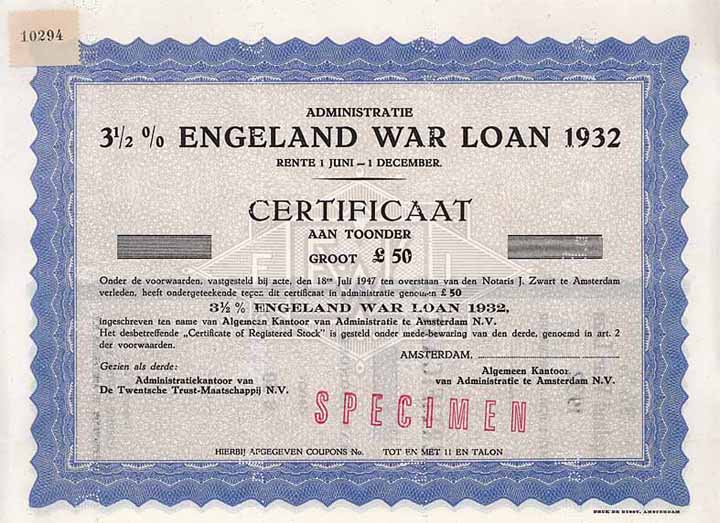 10294
ADMINISTRATIE
3½ % ENGELAND WAR LOAN 1932
RENTE 1 JUNI — 1 DECEMBER.
CERTIFICAAT
AAN TOONDER
GROOT £ 50
Onder de voorwaarden, vastgesteld bij acte, den 18en Juli 1947 ten overstaan van den Notaris J. Zwart te Amsterdam
verleden, heeft ondergeteekende tegen dit certificaat in administratie genomen £ 50
3½ % ENGELAND WAR LOAN 1932,
ingeschreven ten name van Algemeen Kantoor van Administratie te Amsterdam N.V.
Het desbetreffende „Certificate of Registered Stock" is gesteld onder mede-bewaring van den derde, genoemd in art. 2
der voorwaarden.
AMSTERDAM,
Gezien als derde:
Administratiekantoor van
De Twentsche Trust-Maatschappij N.V.
Algemeen Kantoor
van Administratie te Amsterdam N.V.
SPECIMEN
HIERBIJ AFGEGEVEN COUPONS No. TOT EN MET 11 EN TALON
DRUK DE BUSSY, AMSTERDAM